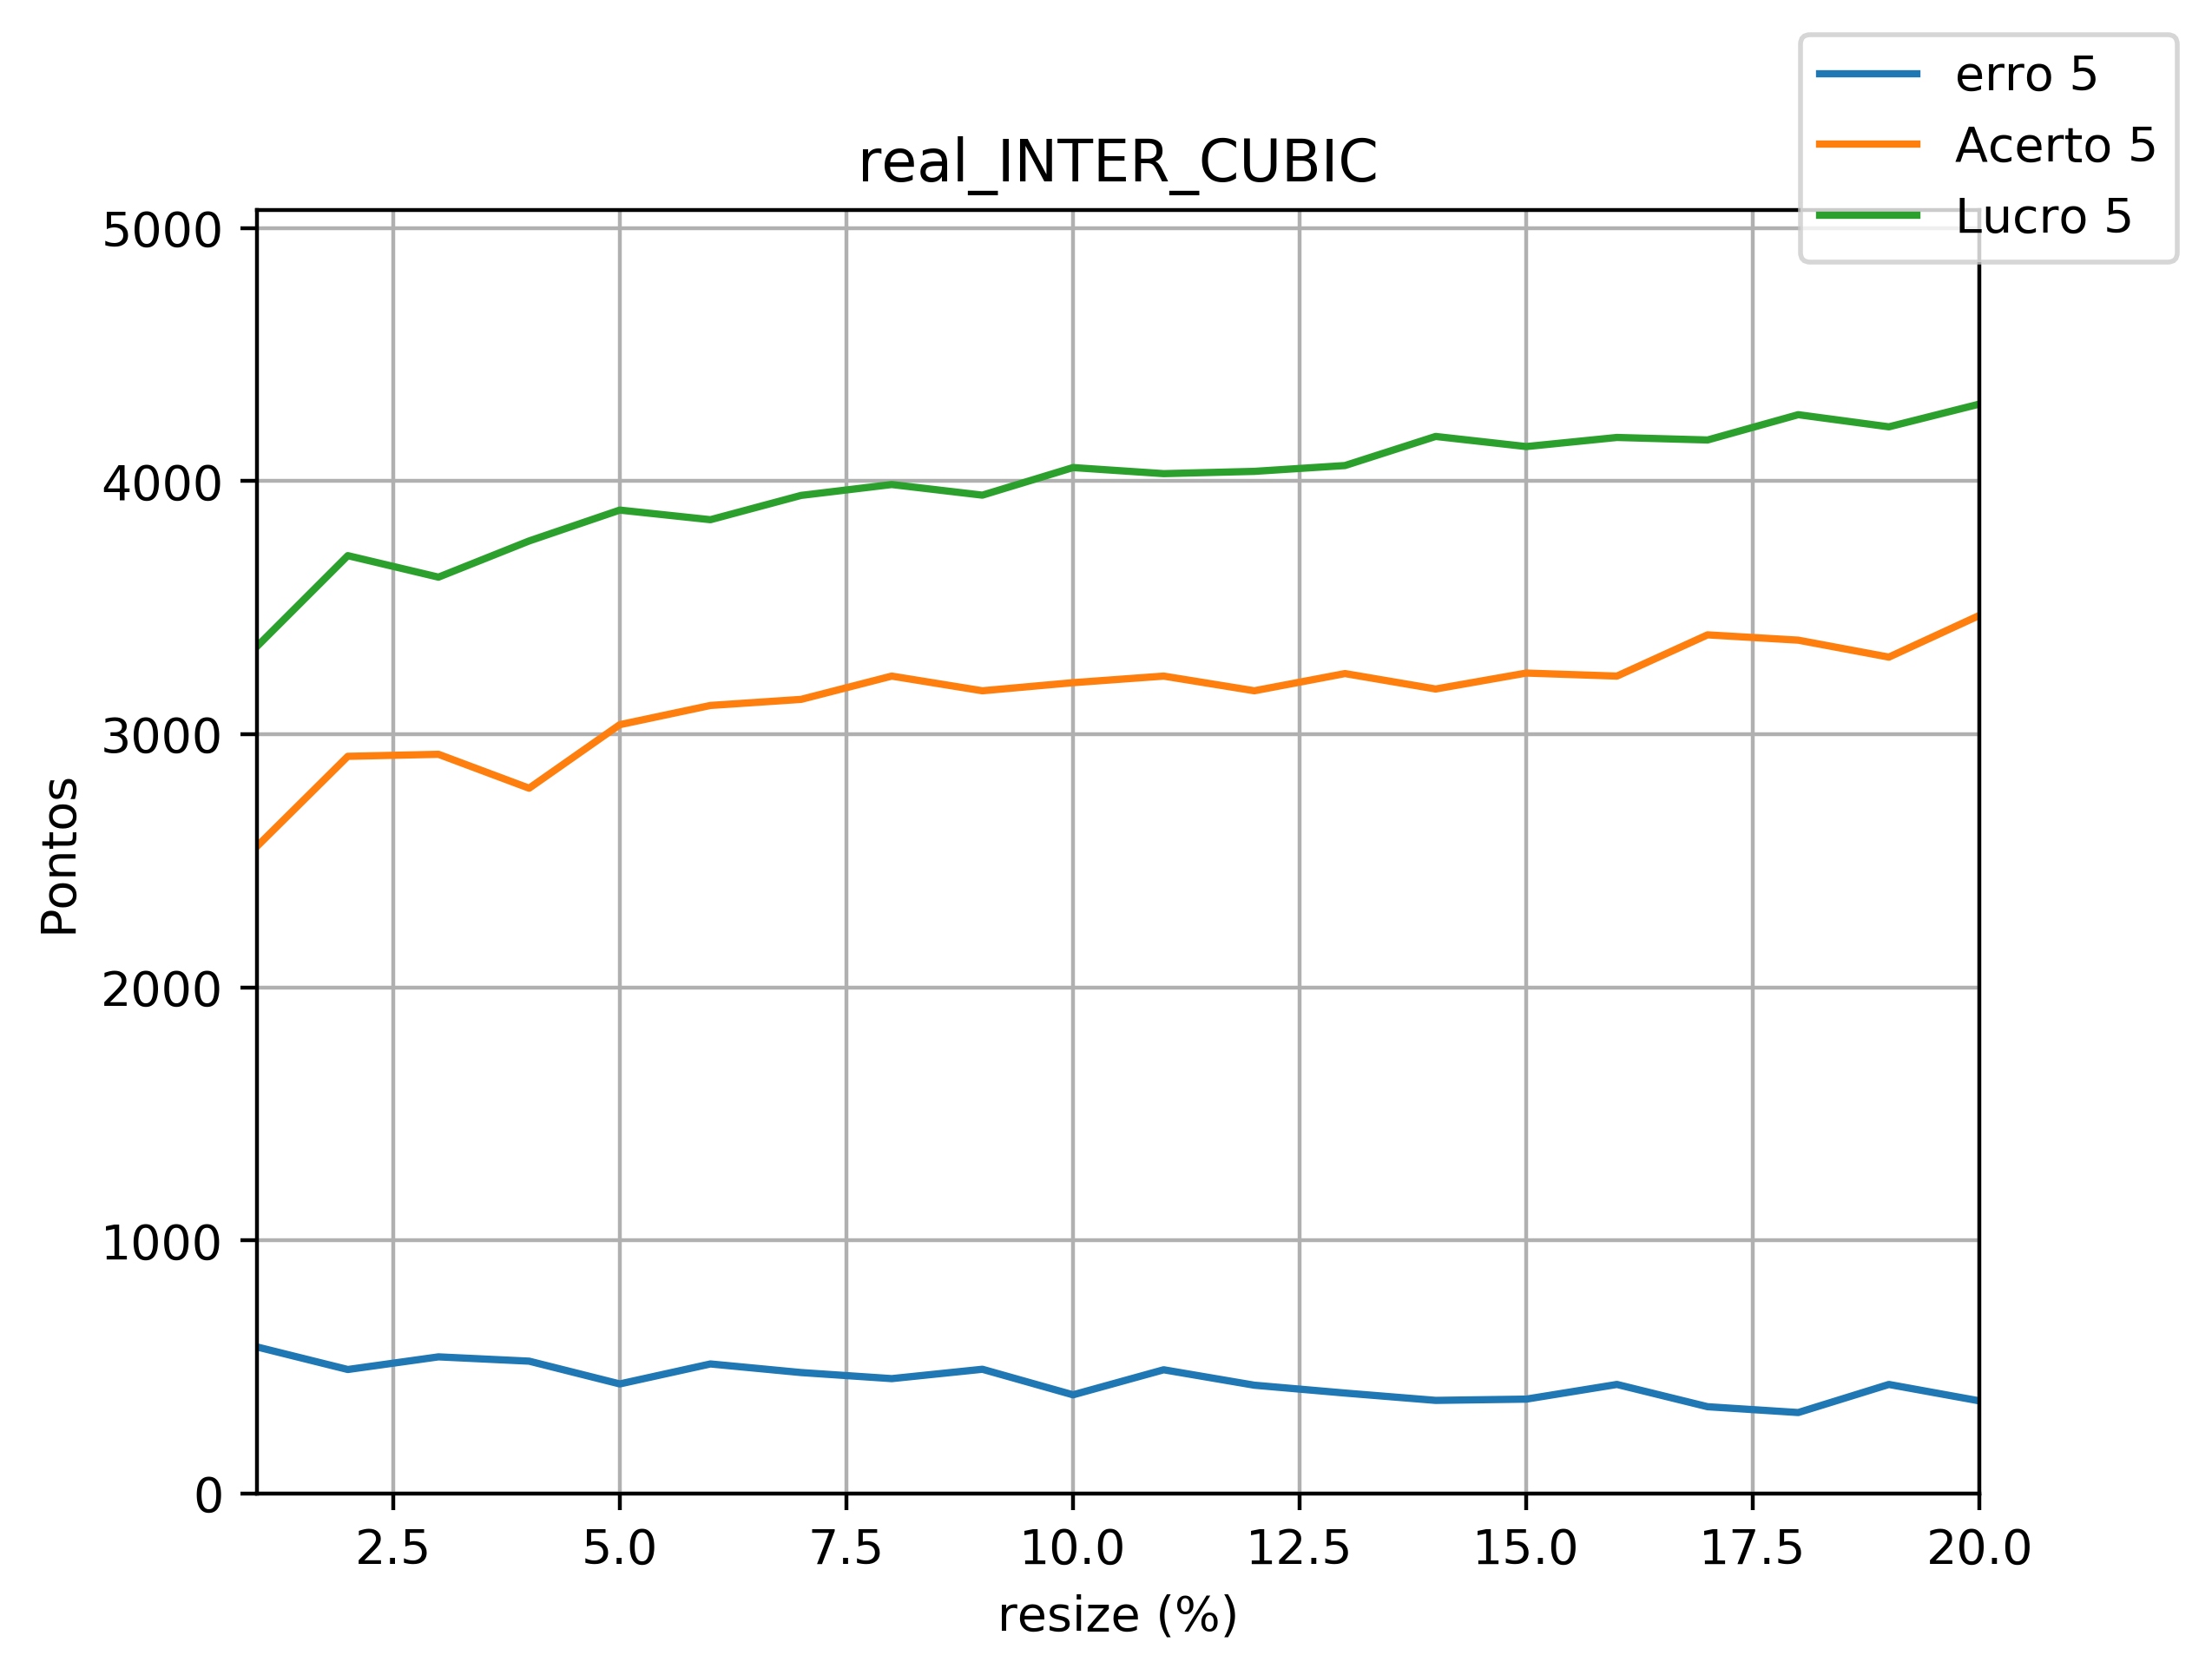 erro 5
Acerto 5
Lucro 5
real_INTER_CUBIC
5000
4000
3000
2000
1000
0
Pontos
2.5 5.0 7.5 10.0 12.5 15.0 17.5 20.0
resize (%)